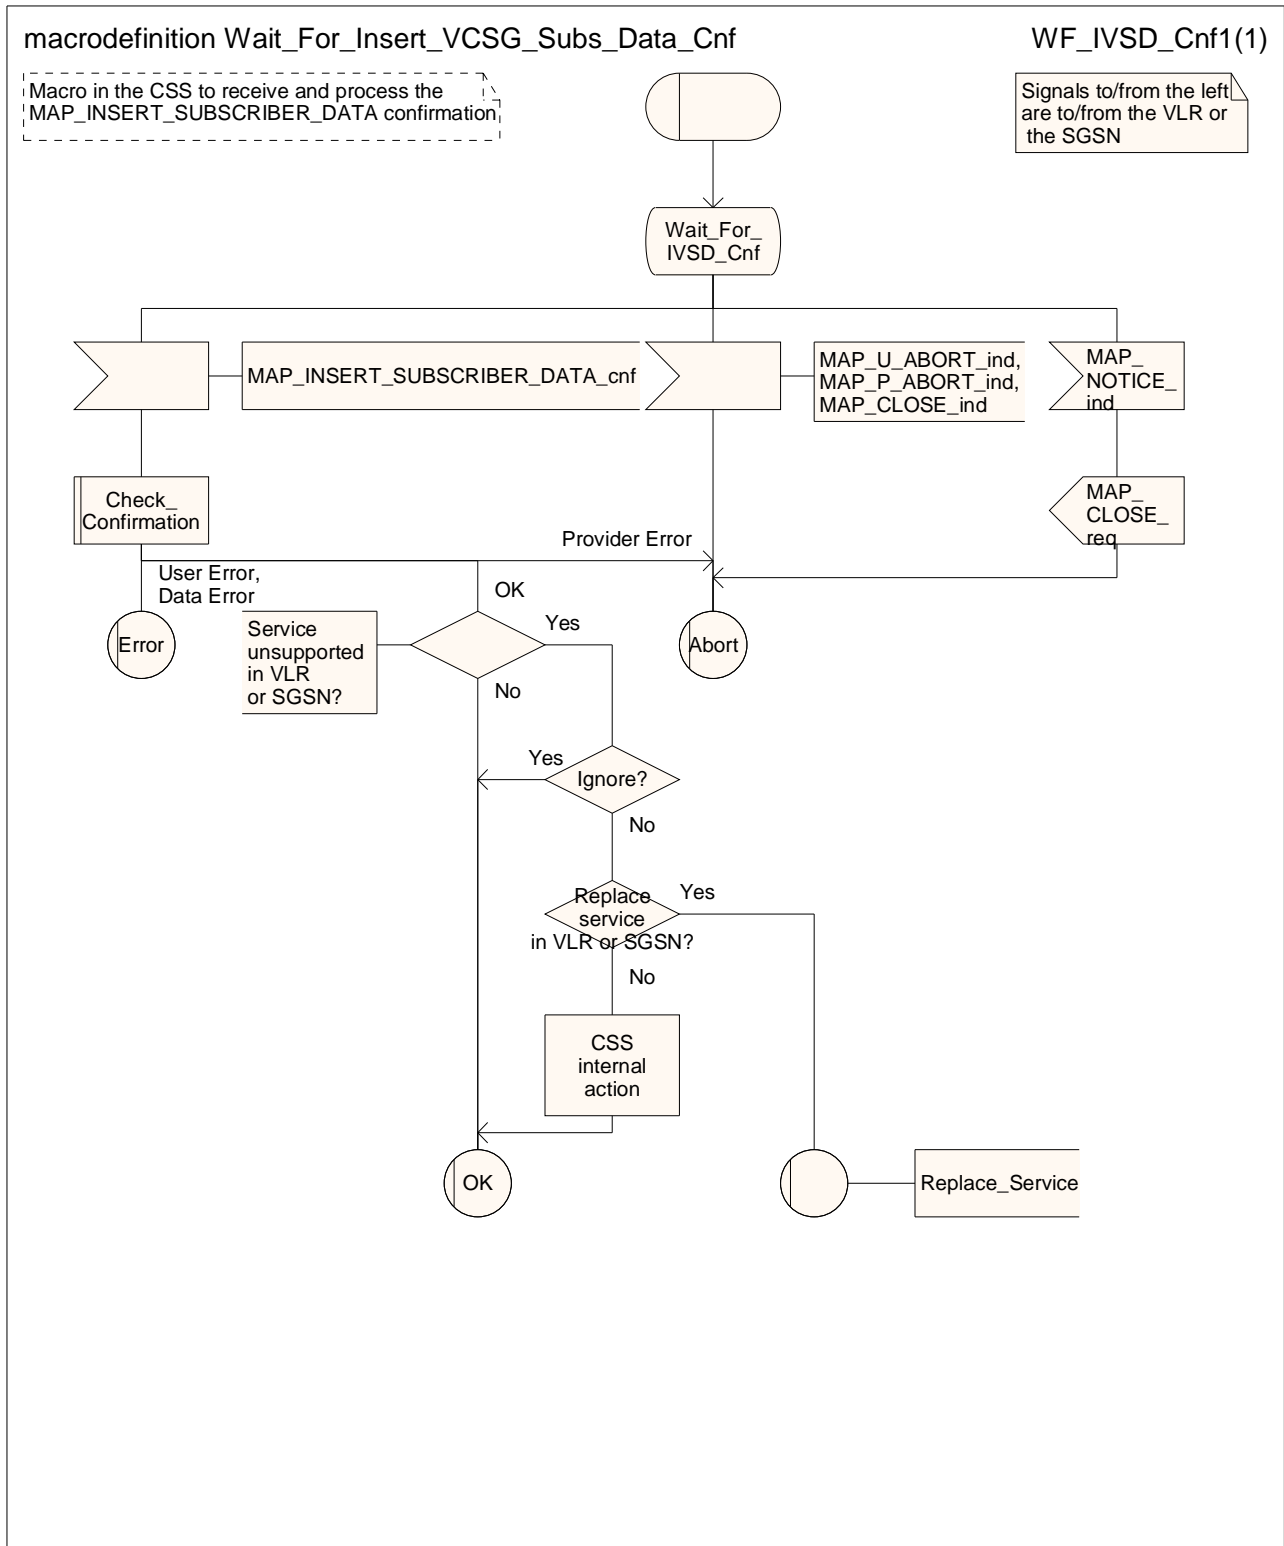 macrodefinition Wait_For_Insert_VCSG_Subs_Data_Cnf
WF_IVSD_Cnf1(1)
Macro in the CSS to receive and process the
MAP_INSERT_SUBSCRIBER_DATA confirmation
Signals to/from the left
are to/from the VLR or
the SGSN
Wait_For_
IVSD_Cnf
MAP_INSERT_SUBSCRIBER_DATA_cnf
MAP_U_ABORT_ind,
MAP_P_ABORT_ind,
MAP_CLOSE_ind
MAP_
NOTICE_
ind
Check_
Confirmation
MAP_
CLOSE_
req
Provider Error
User Error,
Data Error
OK
Error
Service
unsupported
in VLR
or SGSN?
Yes
No
Abort
Yes
Ignore?
No
Replace
service
in VLR or SGSN?
Yes
No
CSS
internal
action
OK
Replace_Service